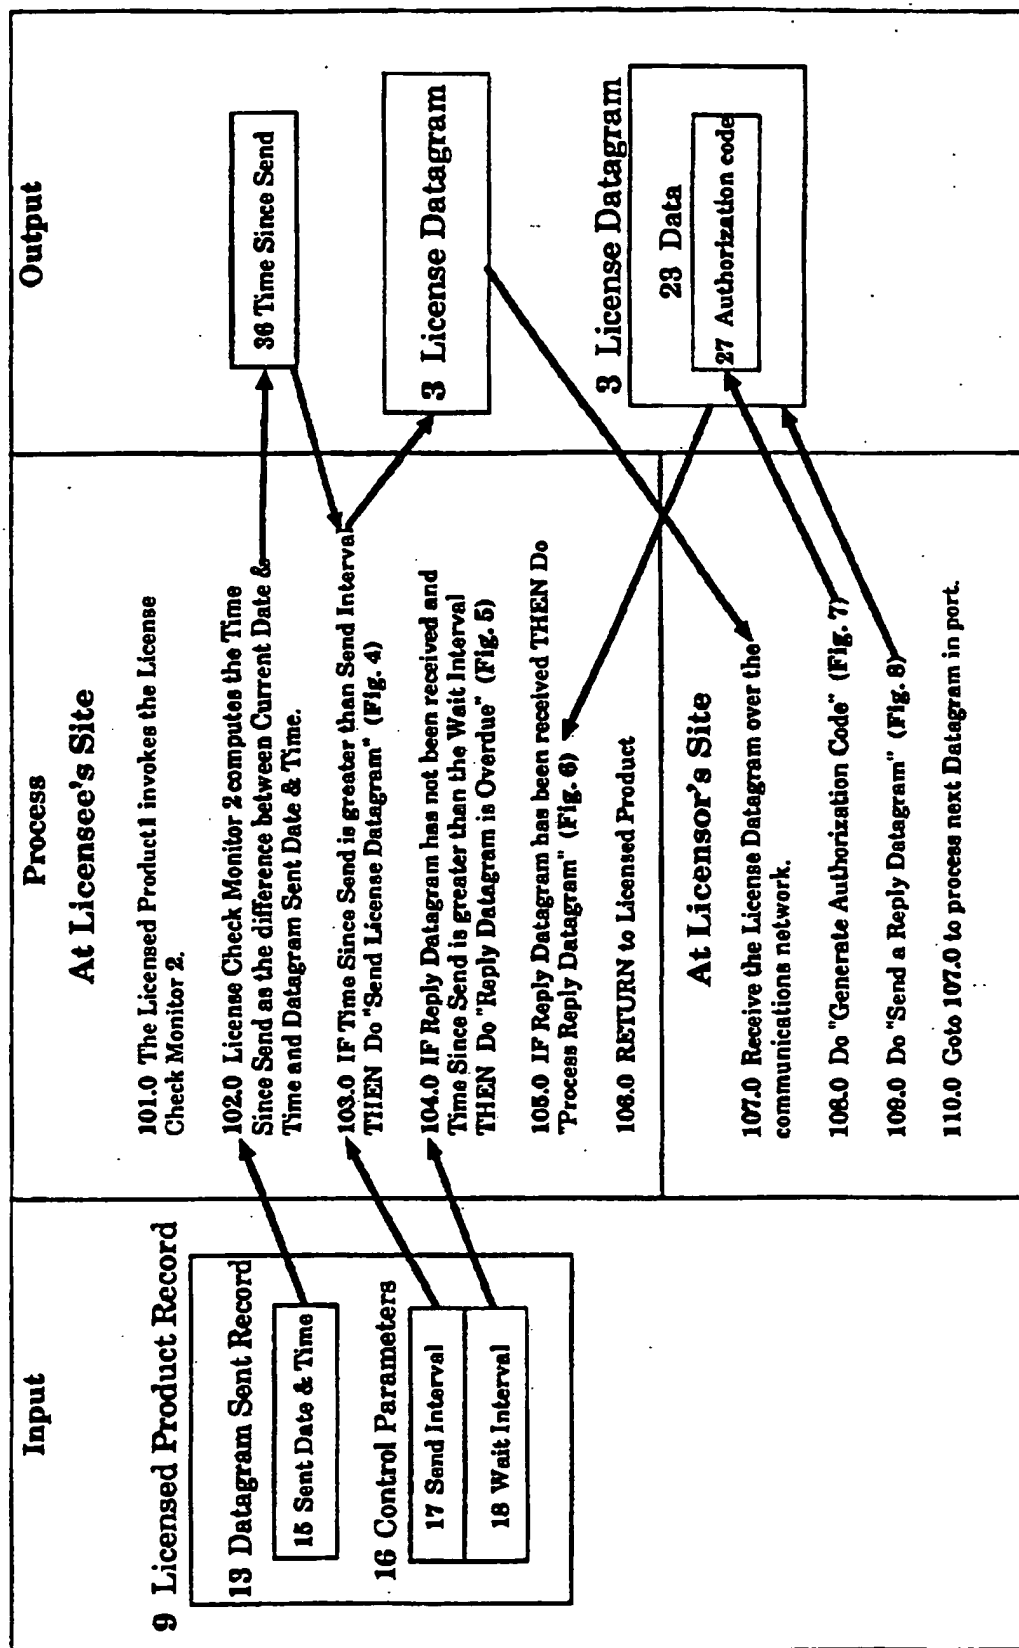 Input
9 Licensed Product Record
13 Datagram Sent Record
15 Sent Date & Time
16 Control Parameters
17 Send Interval
18 Wait Interval
Process
At Licensee's Site
101.0 The Licensed Product1 invokes the License
Check Monitor 2.
102.0 License Check Monitor 2 computes the Time
Since Send as the difference between Current Date &
Time and Datagram Sent Date & Time.
103.0 IF Time Since Send is greater than Send Interval
THEN Do "Send License Datagram" (Fig. 4)
104.0 IF Reply Datagram has not been received and
Time Since Send is greater than the Wait Interval
THEN Do "Reply Datagram is Overdue" (Fig. 5)
105.0 IF Reply Datagram has been received THEN Do
"Process Reply Datagram" (Fig. 6)
106.0 RETURN to Licensed Product
At Licensor's Site
107.0 Receive the License Datagram over the
communications network.
108.0 Do "Generate Authorization Code" (Fig. 7)
109.0 Do "Send a Reply Datagram" (Fig. 8)
110.0 Goto 107.0 to process next Datagram in port.
Output
36 Time Since Send
3 License Datagram
3 License Datagram
23 Data
27 Authorization code